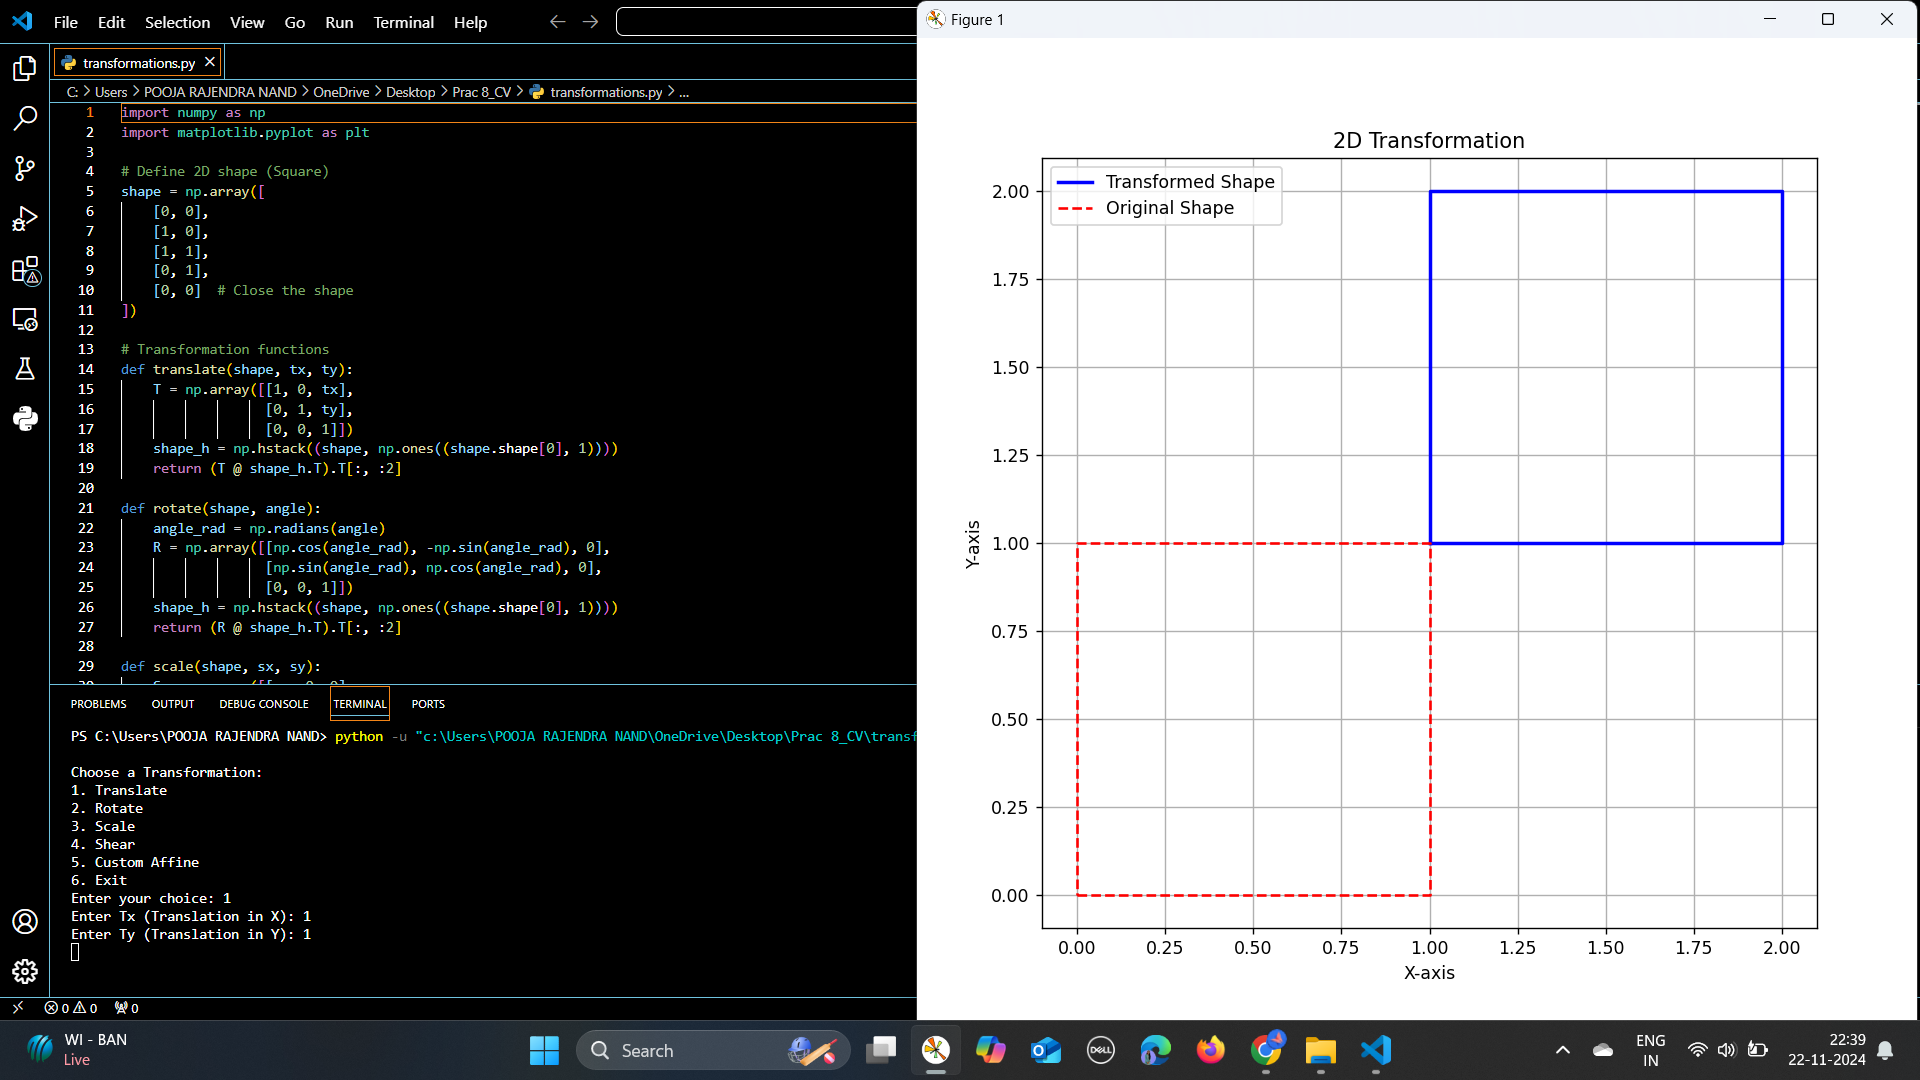 File Edit Selection View Go Run Terminal Help
transformations.py
C: > Users > POOJA RAJENDRA NAND > OneDrive > Desktop > Prac 8_CV > transformations.py > ...
1 import numpy as np
2 import matplotlib.pyplot as plt
3
4 # Define 2D shape (Square)
5 shape = np.array([
6     [0, 0],
7     [1, 0],
8     [1, 1],
9     [0, 1],
10     [0, 0]  # Close the shape
11 ])
12
13 # Transformation functions
14 def translate(shape, tx, ty):
15     T = np.array([[1, 0, tx],
16                   [0, 1, ty],
17                   [0, 0, 1]])
18     shape_h = np.hstack((shape, np.ones((shape.shape[0], 1))))
19     return (T @ shape_h.T).T[:, :2]
20
21 def rotate(shape, angle):
22     angle_rad = np.radians(angle)
23     R = np.array([[np.cos(angle_rad), -np.sin(angle_rad), 0],
24                   [np.sin(angle_rad), np.cos(angle_rad), 0],
25                   [0, 0, 1]])
26     shape_h = np.hstack((shape, np.ones((shape.shape[0], 1))))
27     return (R @ shape_h.T).T[:, :2]
28
29 def scale(shape, sx, sy):
PROBLEMS OUTPUT DEBUG CONSOLE TERMINAL PORTS
PS C:\Users\POOJA RAJENDRA NAND> python -u "c:\Users\POOJA RAJENDRA NAND\OneDrive\Desktop\Prac 8_CV\transf
Choose a Transformation:
1. Translate
2. Rotate
3. Scale
4. Shear
5. Custom Affine
6. Exit
Enter your choice: 1
Enter Tx (Translation in X): 1
Enter Ty (Translation in Y): 1
0 0 0
Figure 1
2D Transformation
Transformed Shape
Original Shape
2.00
1.75
1.50
1.25
1.00
0.75
0.50
0.25
0.00
Y-axis
0.00 0.25 0.50 0.75 1.00 1.25 1.50 1.75 2.00
X-axis
WI - BAN
Live
Search
DELL
ENG
IN
22:39
22-11-2024